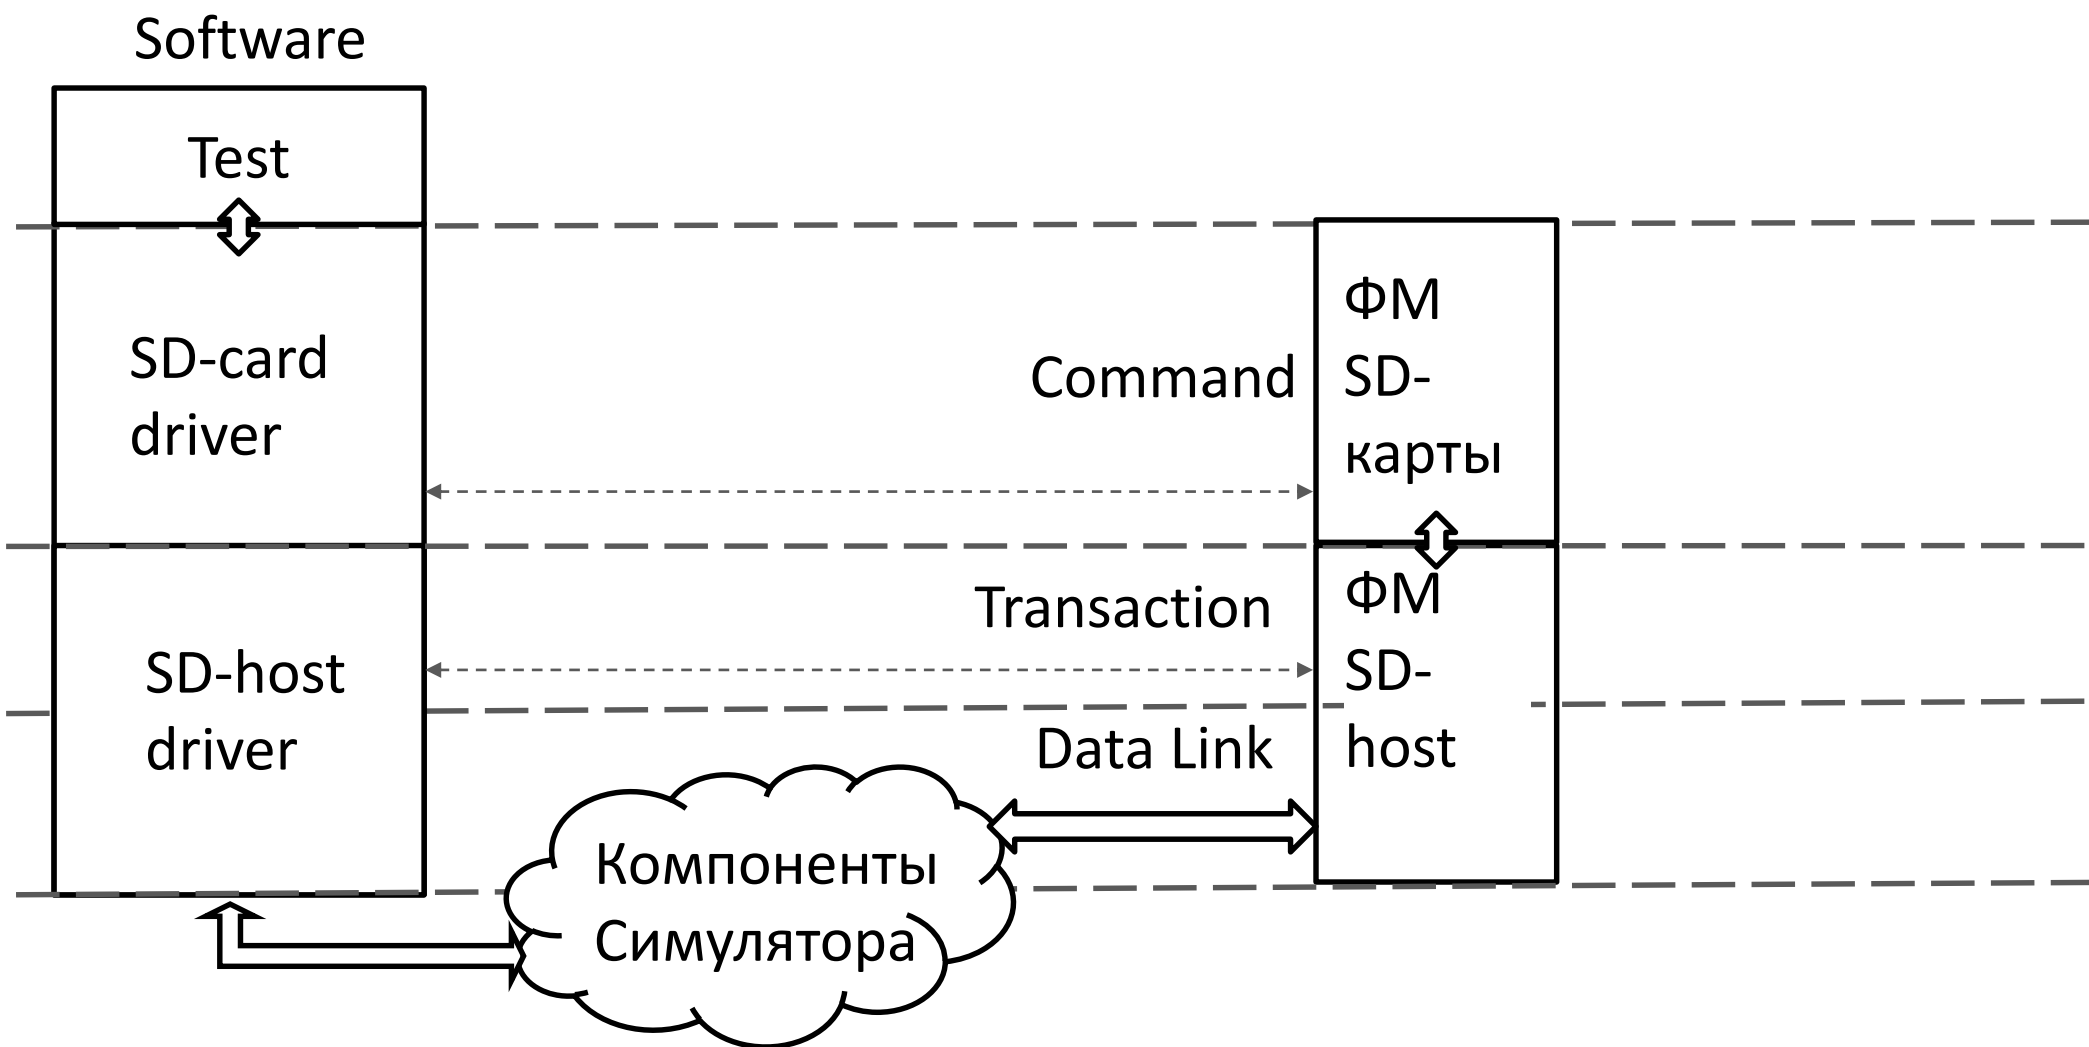 Software
Test
SD-card
driver
SD-host
driver
Command
Transaction
Data Link
ФМ
SD-
карты
ФМ
SD-
host
Компоненты
Симулятора